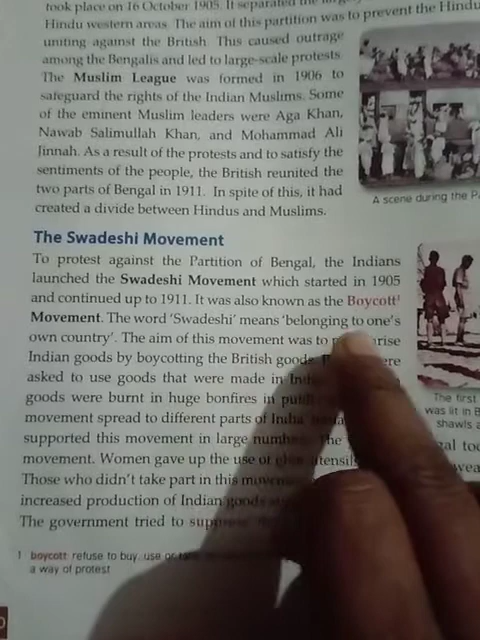 took place on 16 October 1905. It separated the
Hindu western areas. The aim of this partition was to prevent the Hindu
uniting against the British. This caused outrage
among the Bengalis and led to large-scale protests.
The Muslim League was formed in 1906 to
safeguard the rights of the Indian Muslims. Some
of the eminent Muslim leaders were Aga Khan,
Nawab Salimullah Khan, and Mohammad Ali
Jinnah. As a result of the protests and to satisfy the
sentiments of the people, the British reunited the
two parts of Bengal in 1911. In spite of this, it had
created a divide between Hindus and Muslims.
A scene during the
The Swadeshi Movement
To protest against the Partition of Bengal, the Indians
launched the Swadeshi Movement which started in 1905
and continued up to 1911. It was also known as the Boycott¹
Movement. The word 'Swadeshi' means 'belonging to one's
own country'. The aim of this movement was to
Indian goods by boycotting the British goods.
asked to use goods that were made in
goods were burnt in huge bonfires in
movement spread to different parts of India
supported this movement in large The
movement. Women gave up the use of
Those who didn't take part in this
increased production of Indian goods
The government tried to
The first
was lit in B
shawls a
1 boycott refuse to buy, use or
a way of protest